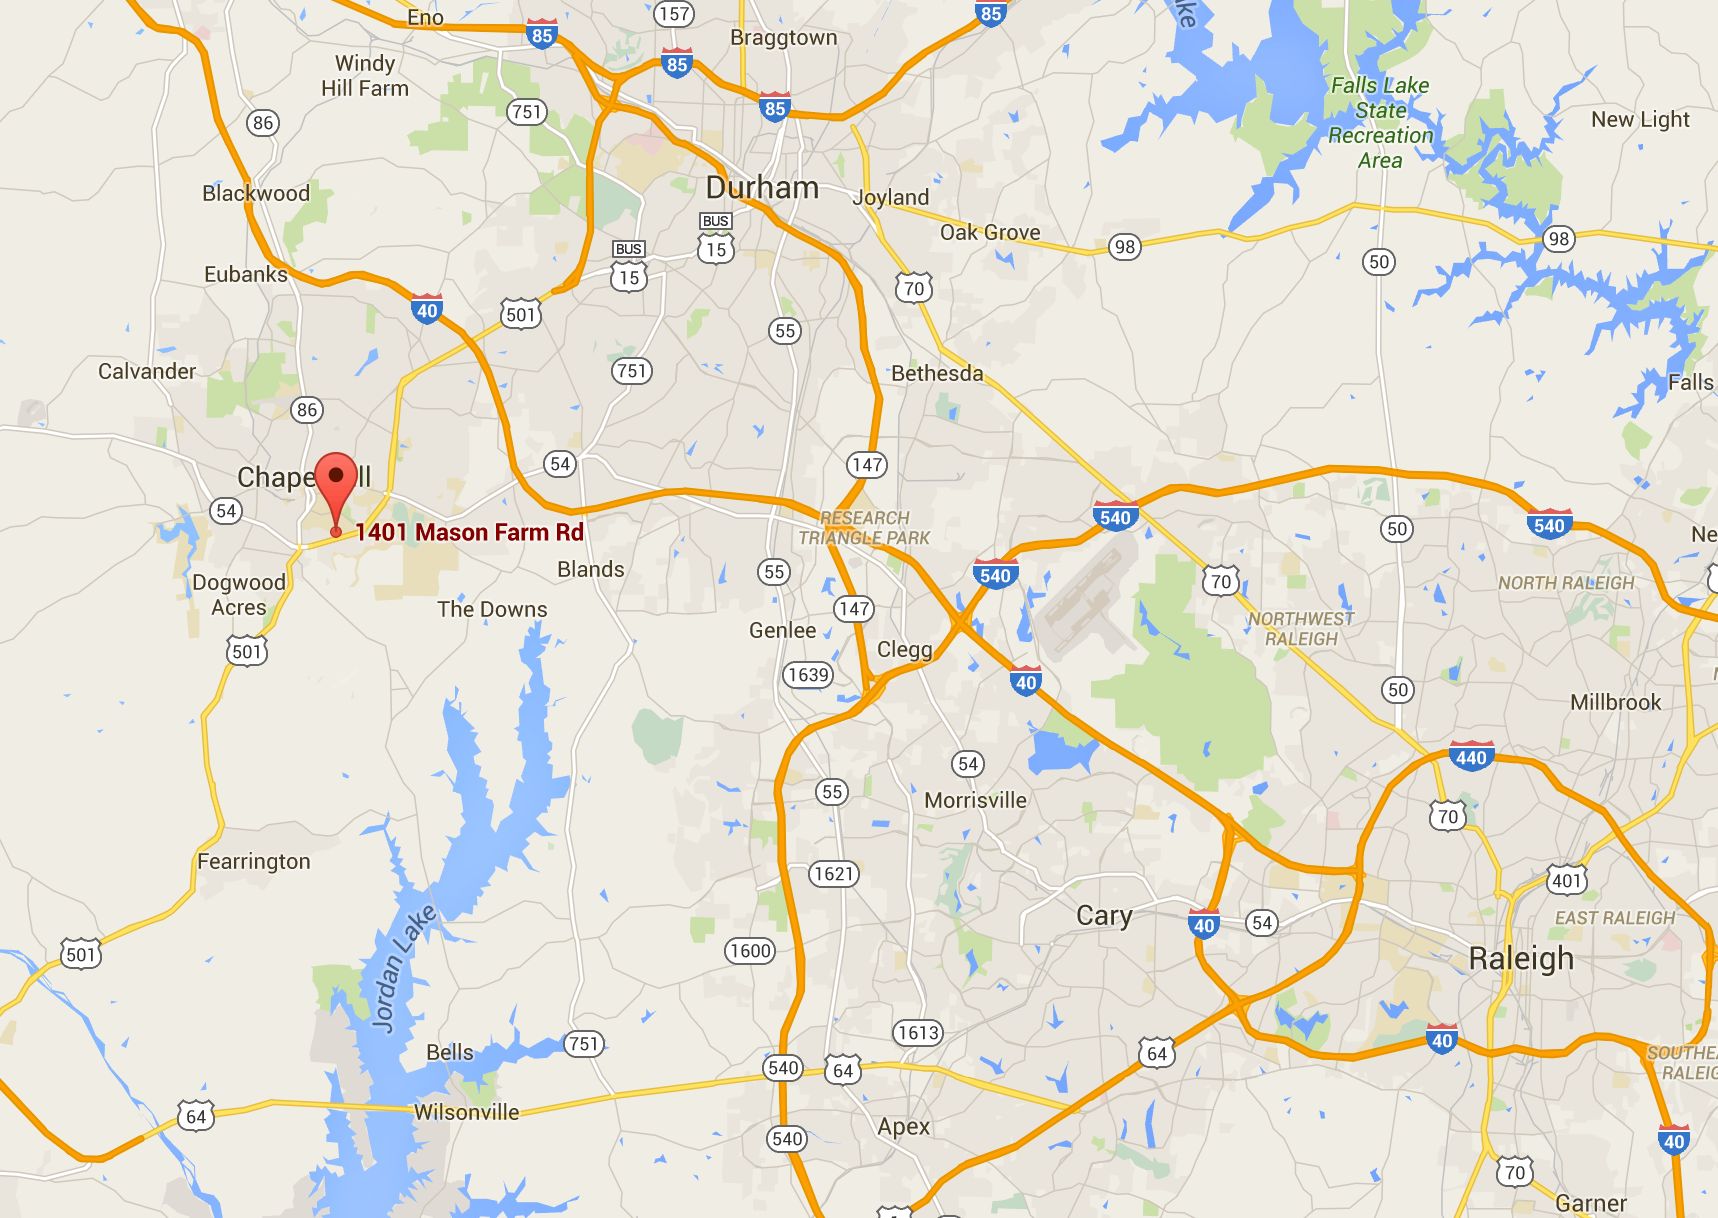 Eno
85
157
85
85
Braggtown
Windy
Hill Farm
751
85
86
Falls Lake
State
Recreation
Area
New Light
Blackwood
Durham
Joyland
BUS
15
BUS
15
Oak Grove
98
98
50
Eubanks
40
501
70
55
Calvander
751
Bethesda
Falls
86
54
147
Chape
ll
54
1401 Mason Farm Rd
RESEARCH
TRIANGLE PARK
540
50
540
Ne
Dogwood
Acres
Blands
55
540
70
NORTH RALEIGH
The Downs
147
NORTHWEST
RALEIGH
501
Genlee
Clegg
1639
40
50
Millbrook
54
440
55
Morrisville
70
Fearrington
1621
401
Cary
40
54
EAST RALEIGH
501
Jordan Lake
1600
Raleigh
1613
40
Bells
751
540
64
64
SOUTHEA
RALEIG
64
Wilsonville
540
Apex
40
70
Garner